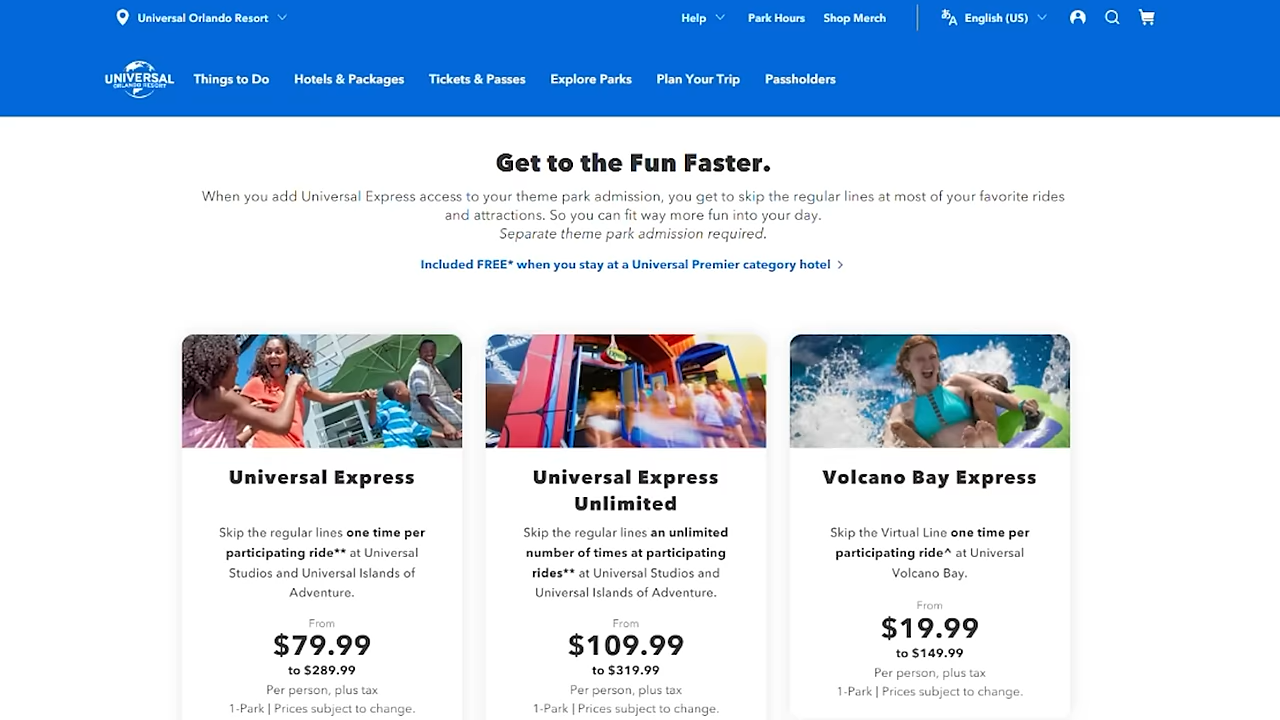 Universal Orlando Resort
Help
Park Hours
Shop Merch
English (US)
UNIVERSAL
ORLANDO RESORT
Things to Do
Hotels & Packages
Tickets & Passes
Explore Parks
Plan Your Trip
Passholders
Get to the Fun Faster.
When you add Universal Express access to your theme park admission, you get to skip the regular lines at most of your favorite rides
and attractions. So you can fit way more fun into your day.
Separate theme park admission required.
Included FREE* when you stay at a Universal Premier category hotel
Universal Express
Skip the regular lines one time per
participating ride** at Universal
Studios and Universal Islands of
Adventure.
From
$79.99
to $289.99
Per person, plus tax
1-Park | Prices subject to change.
Universal Express
Unlimited
Skip the regular lines an unlimited
number of times at participating
rides** at Universal Studios and
Universal Islands of Adventure.
From
$109.99
to $319.99
Per person, plus tax
1-Park | Prices subject to change.
Volcano Bay Express
Skip the Virtual Line one time per
participating ride^ at Universal
Volcano Bay.
From
$19.99
to $149.99
Per person, plus tax
1-Park | Prices subject to change.